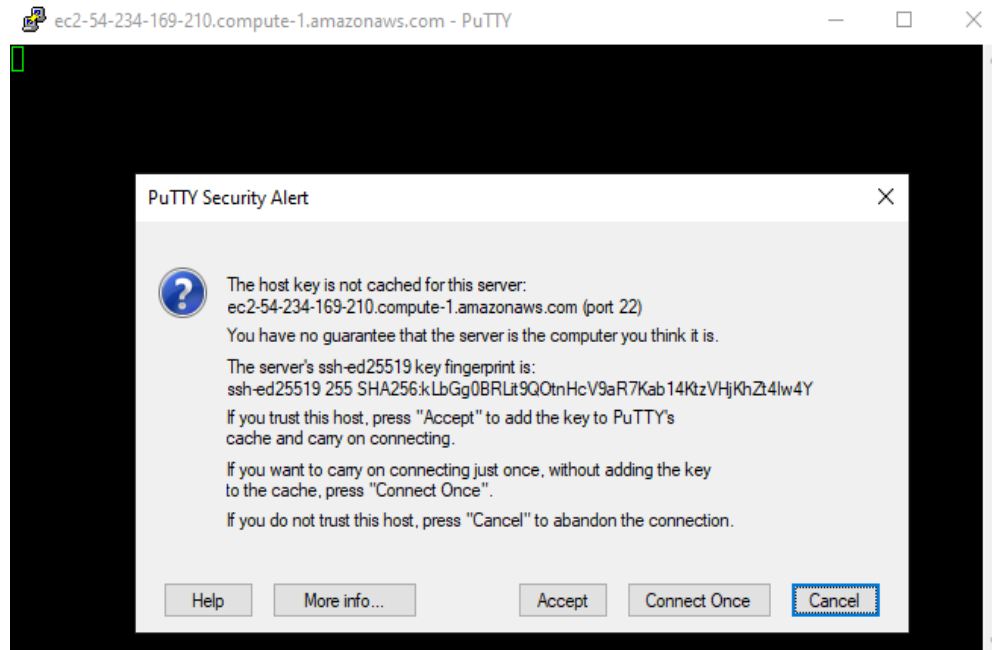 ec2-54-234-169-210.compute-1.amazonaws.com - PuTTY
PuTTY Security Alert
The host key is not cached for this server:
ec2-54-234-169-210.compute-1.amazonaws.com (port 22)
You have no guarantee that the server is the computer you think it is.
The server's ssh-ed25519 key fingerprint is:
ssh-ed25519 255 SHA256:kLbGg0BRLit9QOtnHcV9aR7Kab14KtzVHjKhZt4lw4Y
If you trust this host, press "Accept" to add the key to PuTTY's
cache and carry on connecting.
If you want to carry on connecting just once, without adding the key
to the cache, press "Connect Once".
If you do not trust this host, press "Cancel" to abandon the connection.
Help More info... Accept Connect Once Cancel